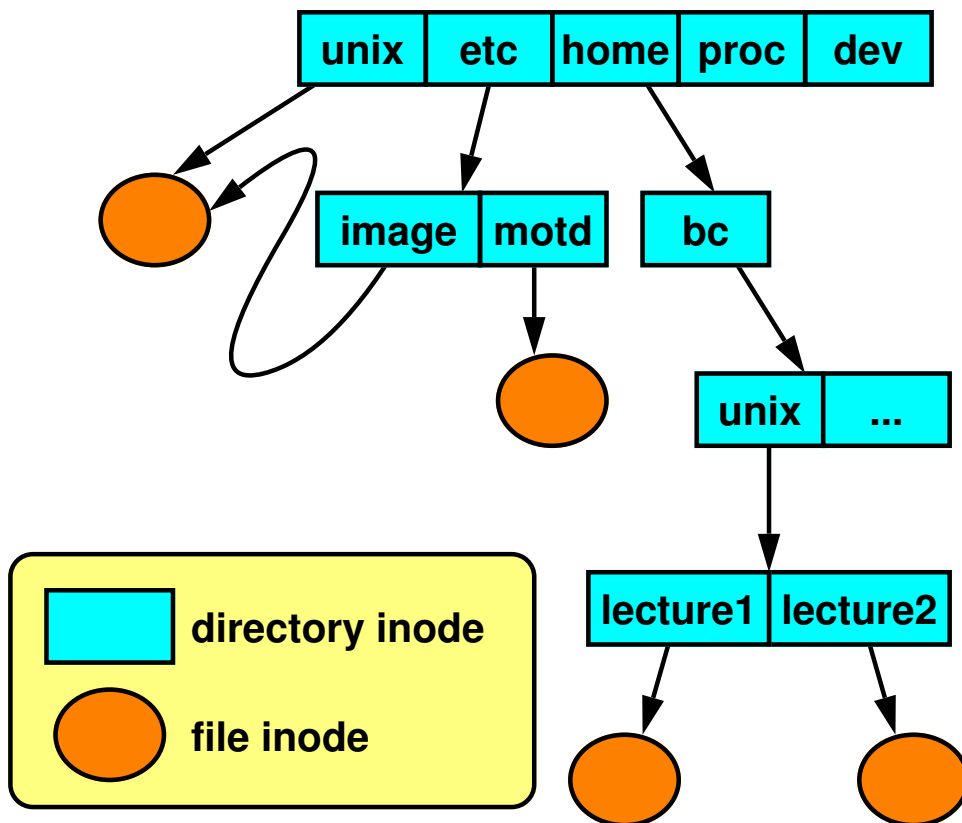 unix etc home proc dev
image motd bc
unix ...
lecture1 lecture2
directory inode
file inode